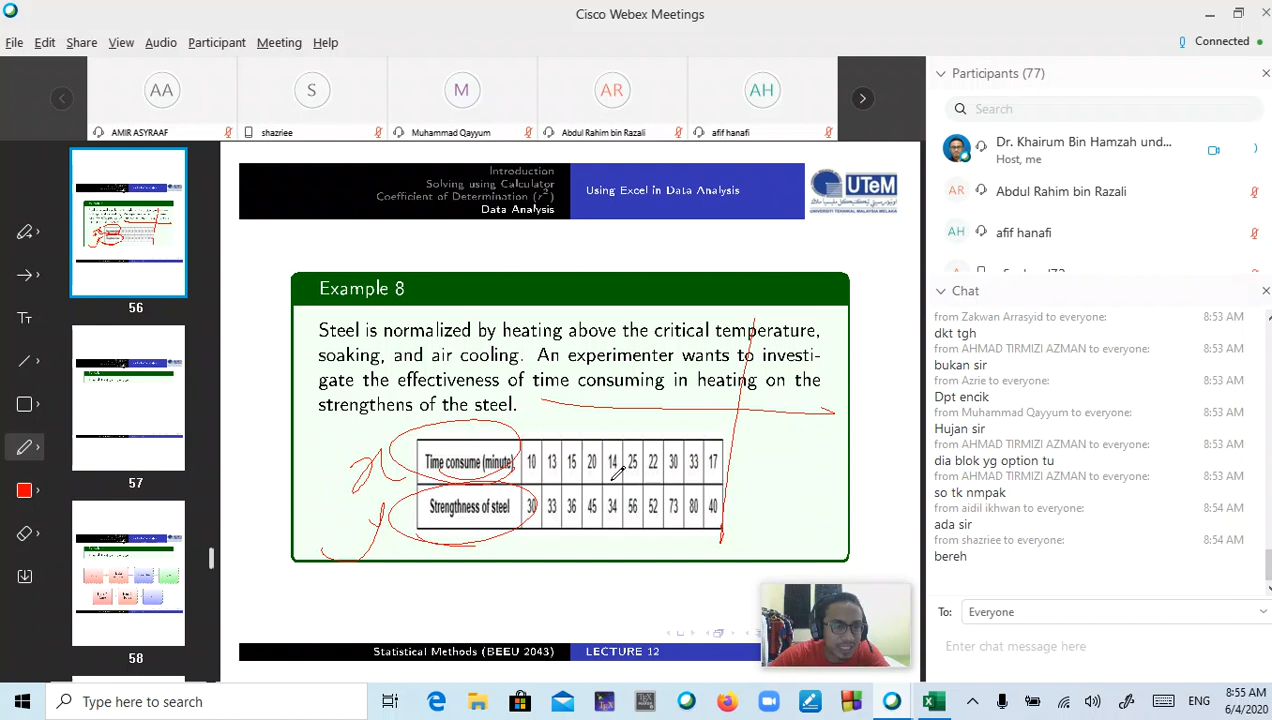 Cisco Webex Meetings
File Edit Share View Audio Participant Meeting Help
Connected
AA S M AR AH
AMIR ASYRAAF shazriee Muhammad Qayyum Abdul Rahim bin Razali afif hanafi
Participants (77)
Search
Dr. Khairum Bin Hamzah und...
Host, me
AR Abdul Rahim bin Razali
AH afif hanafi
56
57
58
Introduction
Solving using Calculator
Coefficient of Determination (r²)
Data Analysis
Using Excel in Data Analysis
UTeM
UNIVERSITI TEKNIKAL MALAYSIA MELAKA
Example 8
Steel is normalized by heating above the critical temperature,
soaking, and air cooling. An experimenter wants to investi-
gate the effectiveness of time consuming in heating on the
strengthens of the steel.
x Time consume (minute) 10 13 15 20 14 25 22 30 33 17
y Strengthness of steel 30 33 36 45 34 56 52 73 80 40
Statistical Methods (BEEU 2043) LECTURE 12
Chat
from Zakwan Arrasyid to everyone: 8:53 AM
dkt tgh
from AHMAD TIRMIZI AZMAN to everyone: 8:53 AM
bukan sir
from Azrie to everyone: 8:53 AM
Dpt encik
from Muhammad Qayyum to everyone: 8:53 AM
Hujan sir
from AHMAD TIRMIZI AZMAN to everyone: 8:53 AM
dia blok yg option tu
so tk nmpak
from aidil ikhwan to everyone: 8:53 AM
ada sir
from shazriee to everyone: 8:54 AM
bereh
To: Everyone
Enter chat message here
Type here to search
ENG
8:55 AM
6/4/2020